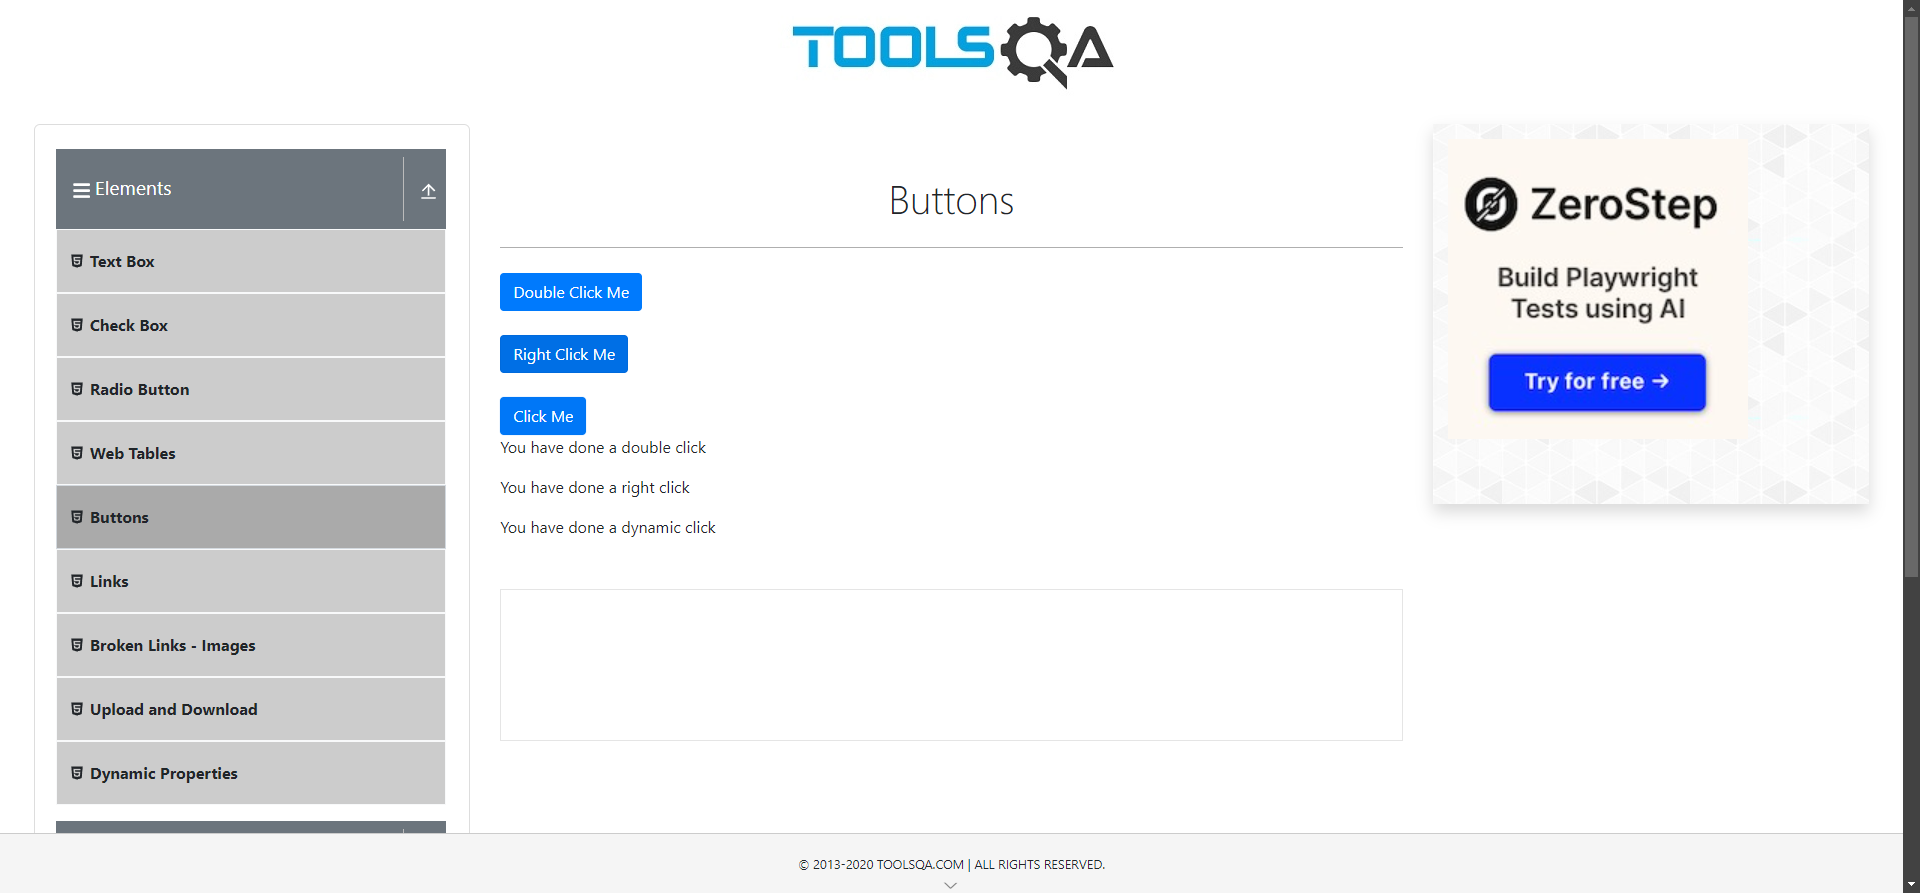 TOOLSQA
Elements
Text Box
Check Box
Radio Button
Web Tables
Buttons
Links
Broken Links - Images
Upload and Download
Dynamic Properties
Buttons
Double Click Me
Right Click Me
Click Me
You have done a double click
You have done a right click
You have done a dynamic click
ZeroStep
Build Playwright
Tests using AI
Try for free →
© 2013-2020 TOOLSQA.COM | ALL RIGHTS RESERVED.